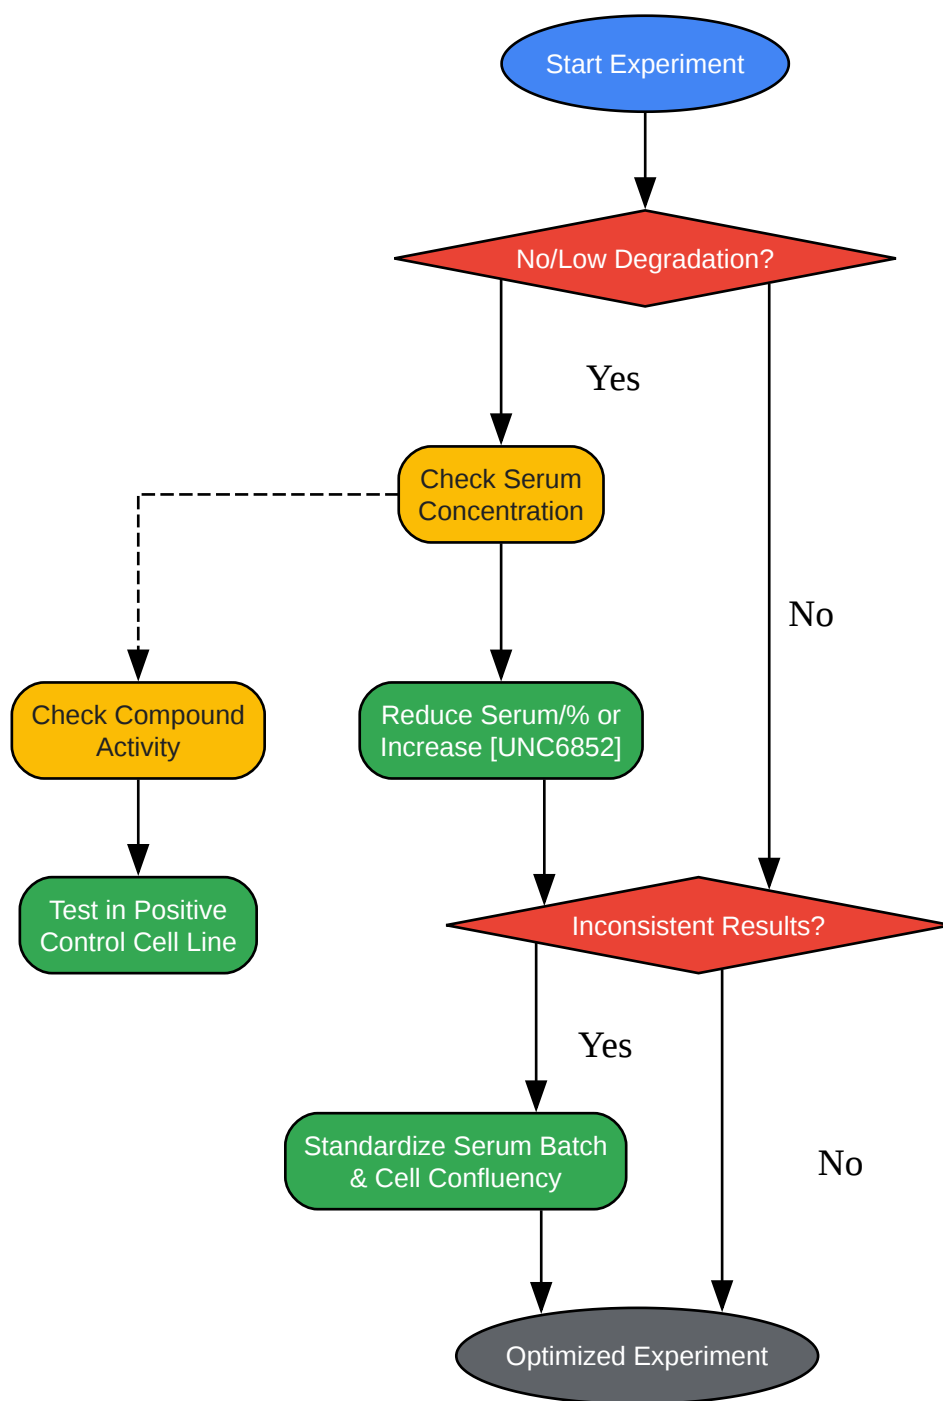 Start Experiment
No/Low Degradation?
Yes
Check Serum
Concentration
No
Check Compound
Activity
Reduce Serum/% or
Increase [UNC6852]
Test in Positive
Control Cell Line
Inconsistent Results?
Yes
Standardize Serum Batch
& Cell Confluency
No
Optimized Experiment